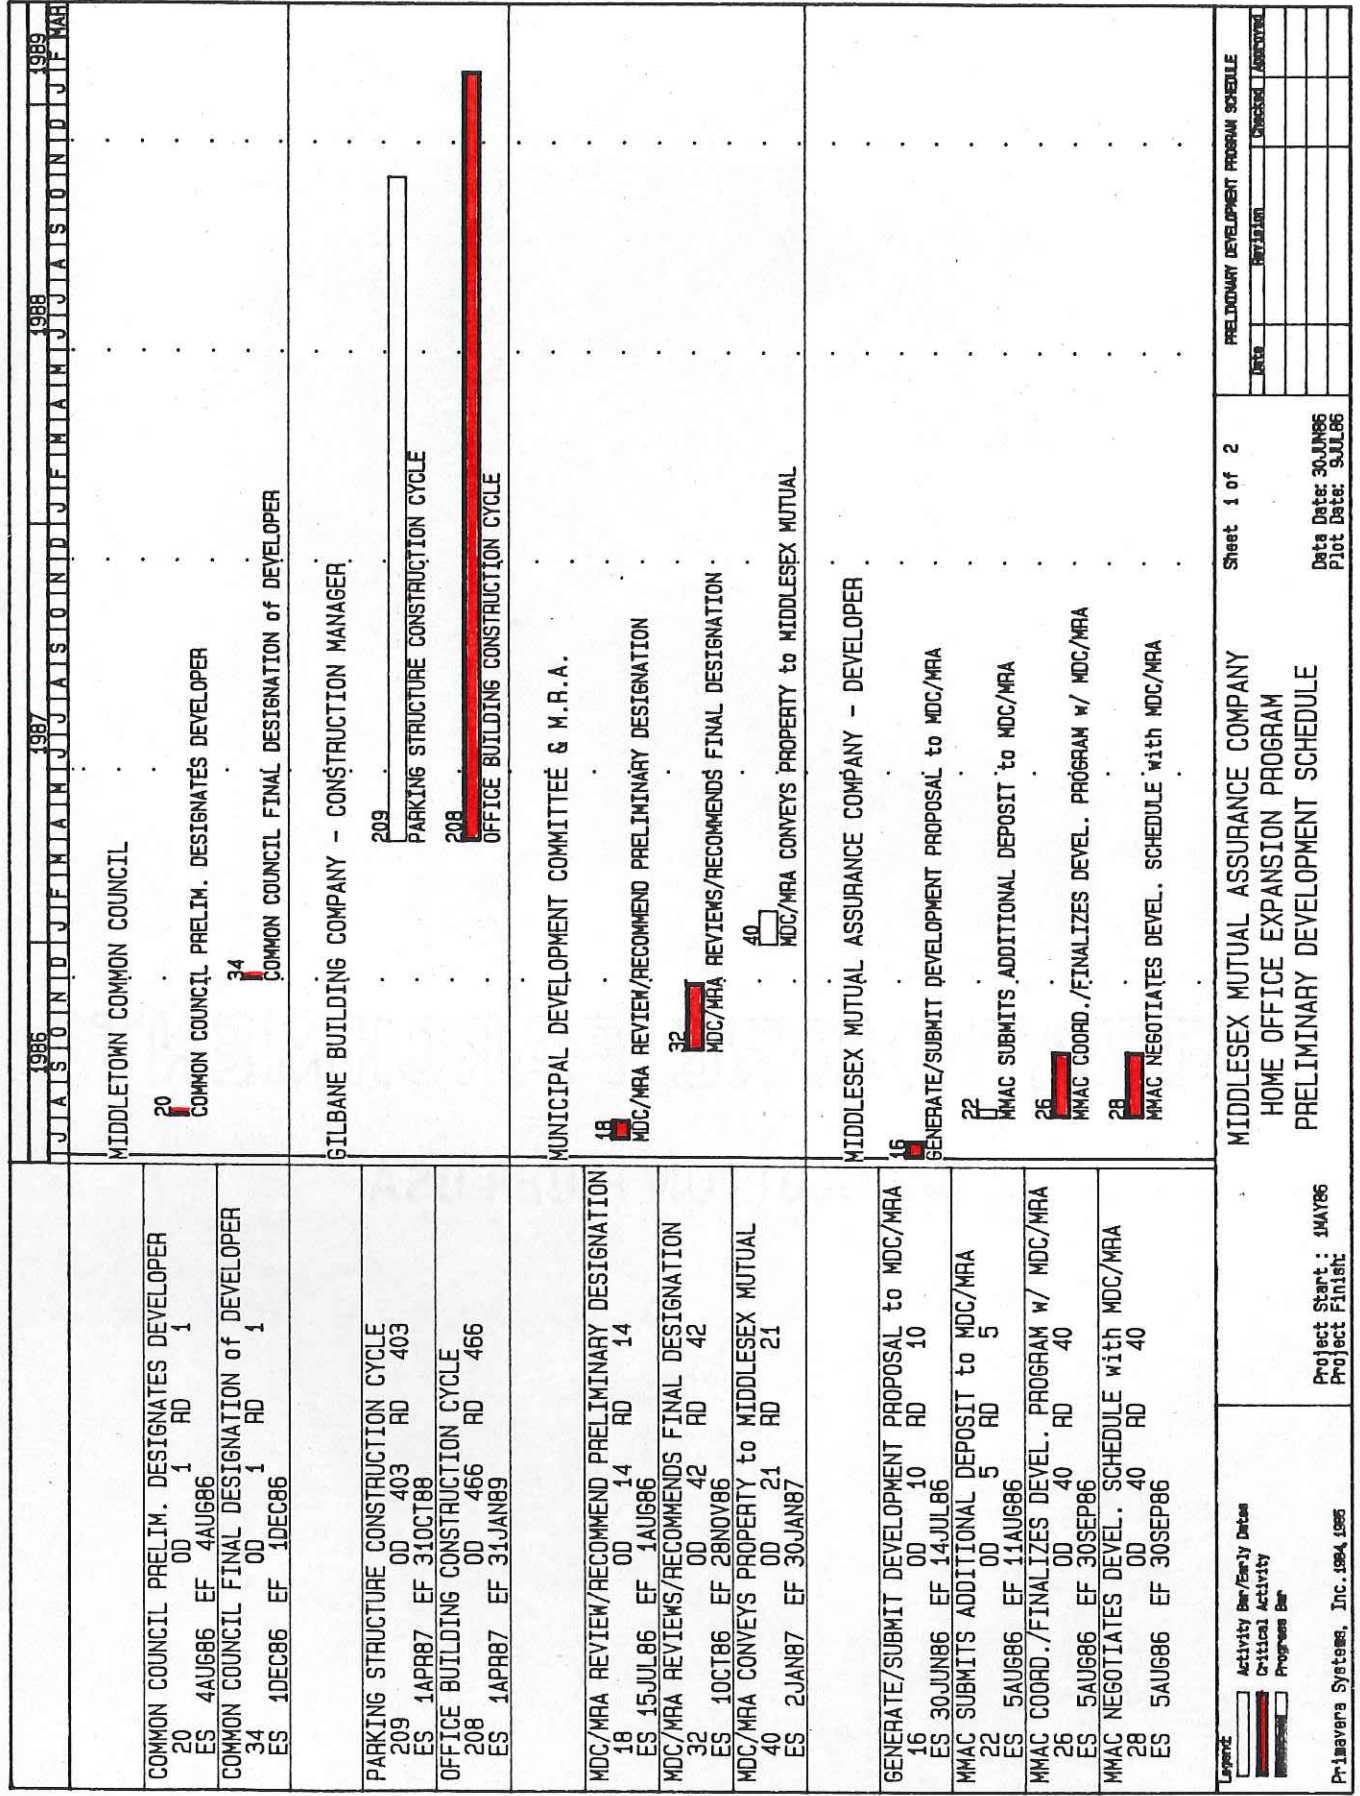 1986 1987 1988 1989
J J A S O N D J F M A M J J A S O N D J F M A M J J A S O N D J F MAR
MIDDLETOWN COMMON COUNCIL
COMMON COUNCIL PRELIM. DESIGNATES DEVELOPER
20 OD 1 RD 1
ES 4AUG86 EF 4AUG86
20
COMMON COUNCIL PRELIM. DESIGNATES DEVELOPER
COMMON COUNCIL FINAL DESIGNATION of DEVELOPER
34 OD 1 RD 1
ES 1DEC86 EF 1DEC86
34
COMMON COUNCIL FINAL DESIGNATION of DEVELOPER
GILBANE BUILDING COMPANY - CONSTRUCTION MANAGER
PARKING STRUCTURE CONSTRUCTION CYCLE
209 OD 403 RD 403
ES 1APR87 EF 31OCT88
209
PARKING STRUCTURE CONSTRUCTION CYCLE
OFFICE BUILDING CONSTRUCTION CYCLE
208 OD 466 RD 466
ES 1APR87 EF 31JAN89
208
OFFICE BUILDING CONSTRUCTION CYCLE
MUNICIPAL DEVELOPMENT COMMITTEE & M.R.A.
MDC/MRA REVIEW/RECOMMEND PRELIMINARY DESIGNATION
18 OD 14 RD 14
ES 15JUL86 EF 1AUG86
18
MDC/MRA REVIEW/RECOMMEND PRELIMINARY DESIGNATION
MDC/MRA REVIEWS/RECOMMENDS FINAL DESIGNATION
32 OD 42 RD 42
ES 1OCT86 EF 28NOV86
32
MDC/MRA REVIEWS/RECOMMENDS FINAL DESIGNATION
MDC/MRA CONVEYS PROPERTY to MIDDLESEX MUTUAL
40 OD 21 RD 21
ES 2JAN87 EF 30JAN87
40
MDC/MRA CONVEYS PROPERTY to MIDDLESEX MUTUAL
MIDDLESEX MUTUAL ASSURANCE COMPANY - DEVELOPER
GENERATE/SUBMIT DEVELOPMENT PROPOSAL to MDC/MRA
16 OD 10 RD 10
ES 30JUN86 EF 14JUL86
16
GENERATE/SUBMIT DEVELOPMENT PROPOSAL to MDC/MRA
MMAC SUBMITS ADDITIONAL DEPOSIT to MDC/MRA
22 OD 5 RD 5
ES 5AUG86 EF 11AUG86
22
MMAC SUBMITS ADDITIONAL DEPOSIT to MDC/MRA
MMAC COORD./FINALIZES DEVEL. PROGRAM w/ MDC/MRA
26 OD 40 RD 40
ES 5AUG86 EF 30SEP86
26
MMAC COORD./FINALIZES DEVEL. PROGRAM w/ MDC/MRA
MMAC NEGOTIATES DEVEL. SCHEDULE with MDC/MRA
28 OD 40 RD 40
ES 5AUG86 EF 30SEP86
28
MMAC NEGOTIATES DEVEL. SCHEDULE with MDC/MRA
Legend:
Activity Bar/Early Dates
Critical Activity
Progress Bar
Primavera Systems, Inc. 1984, 1985
Project Start : 1MAY86
Project Finish:
MIDDLESEX MUTUAL ASSURANCE COMPANY
HOME OFFICE EXPANSION PROGRAM
PRELIMINARY DEVELOPMENT SCHEDULE
Sheet 1 of 2
Data Date: 30JUN86
Plot Date: 9JUL86
PRELIMINARY DEVELOPMENT PROGRAM SCHEDULE
Date Revision Checked Approved